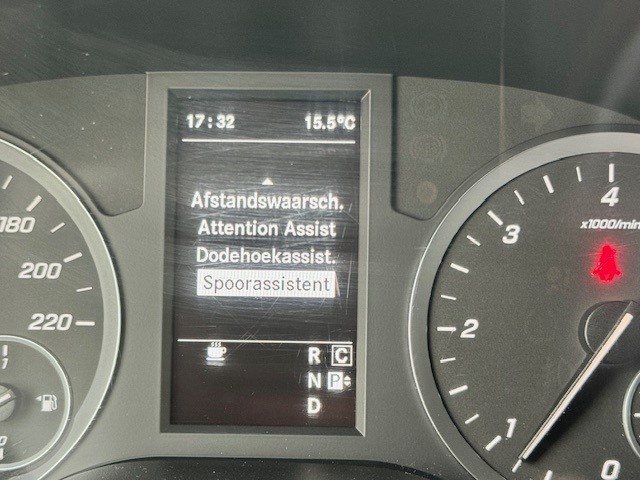 17:32 15.5°C
Afstandswaarsch.
Attention Assist
Dodehoekassist.
Spoorassistent
R C
N P
D
180
200
220
4
x1000/min
3
2
1
0